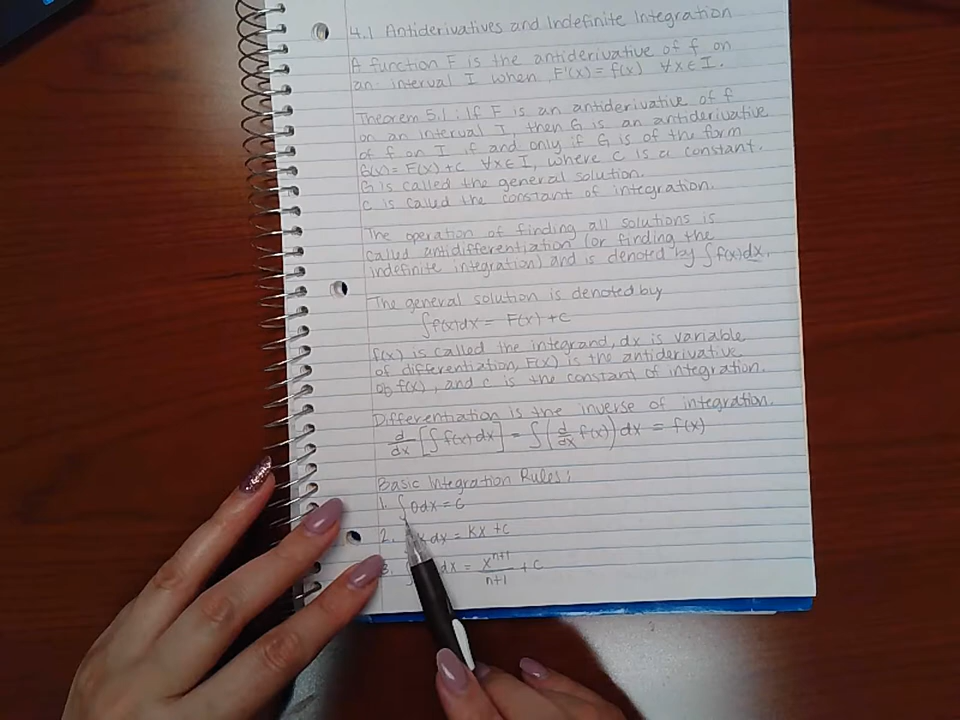 4.1 Antiderivatives and Indefinite Integration
A function F is the antiderivative of f on
an interval I when F'(x) = f(x) ∀x∈I.
Theorem 5.1: If F is an antiderivative of f
on an interval I, then G is an antiderivative
of f on I if and only if G is of the form
G(x) = F(x) + C ∀x∈I, where C is a constant.
G is called the general solution.
C is called the constant of integration.
The operation of finding all solutions is
called antidifferentiation (or finding the
indefinite integration) and is denoted by ∫f(x)dx.
The general solution is denoted by
∫f(x)dx = F(x) + C
f(x) is called the integrand, dx is variable
of differentiation, F(x) is the antiderivative
of f(x), and C is the constant of integration.
Differentiation is the inverse of integration.
d/dx [∫f(x)dx] = ∫(d/dx f(x)) dx = f(x)
Basic Integration Rules:
1. ∫0dx = C
2. dx = Kx + C
3. ∫ dx = x^(n+1)/(n+1) + C